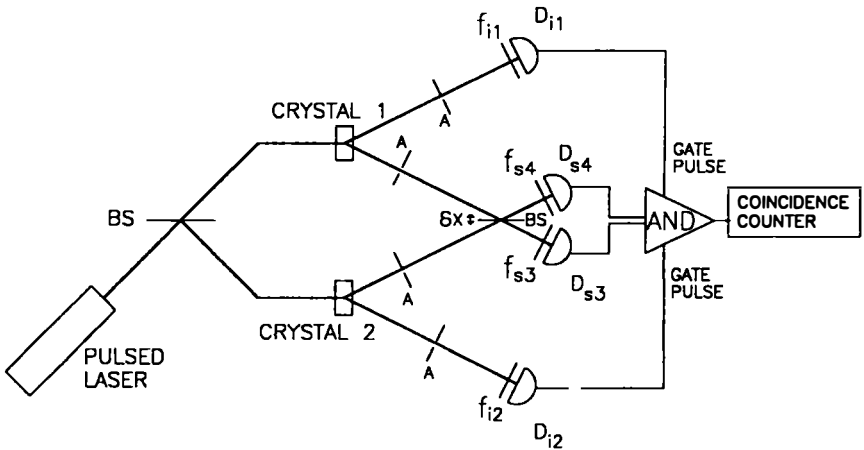 f_i1
D_i1
CRYSTAL 1
A
A
GATE
PULSE
f_s4
D_s4
BS
δx
BS
AND
COINCIDENCE
COUNTER
f_s3
D_s3
A
GATE
PULSE
CRYSTAL 2
A
PULSED
LASER
f_i2
D_i2